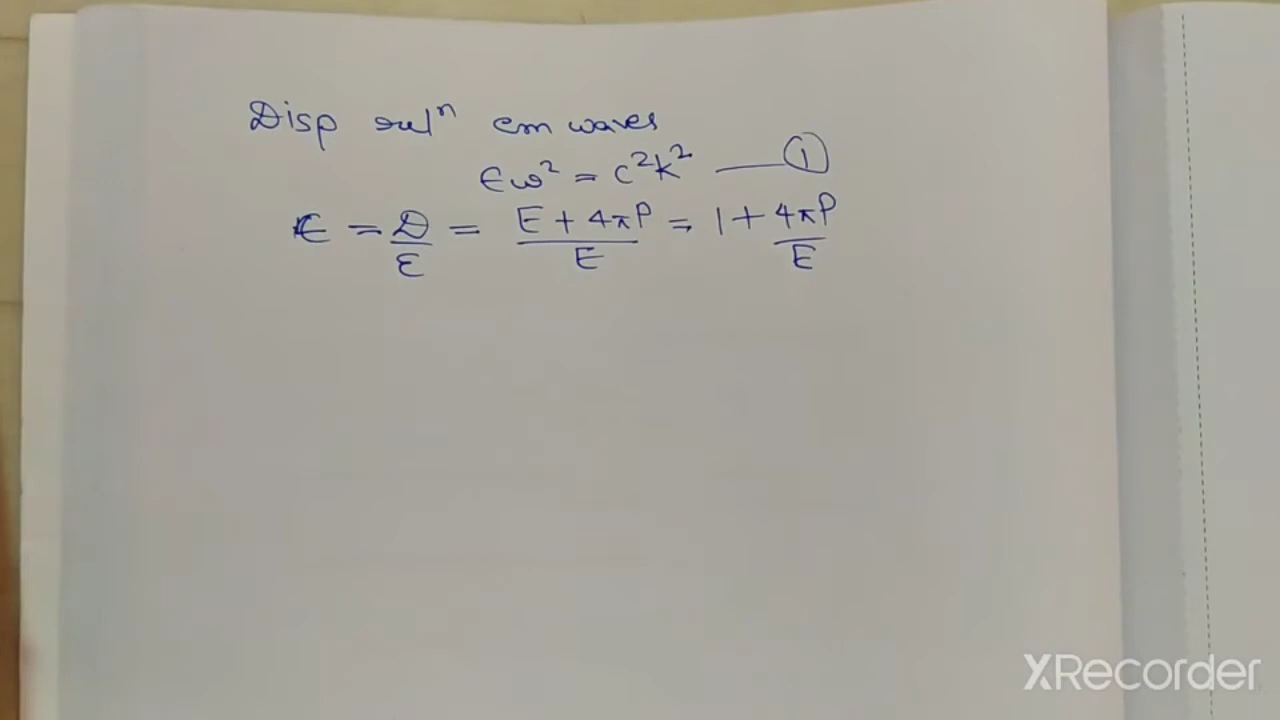 Disp relⁿ em waves
ϵω² = c²k² —— ①
ϵ = D/E = (E + 4πP)/E = 1 + 4πP/E
XRecorder